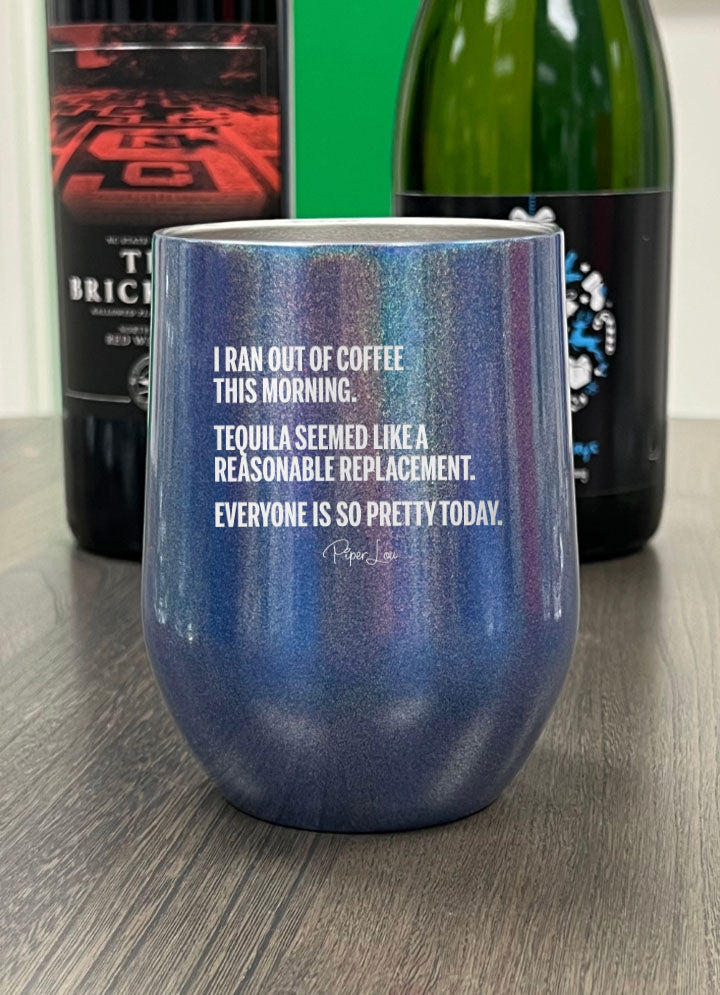 I RAN OUT OF COFFEE
THIS MORNING.
TEQUILA SEEMED LIKE A
REASONABLE REPLACEMENT.
EVERYONE IS SO PRETTY TODAY.
Piper Lou
BRIC
RED